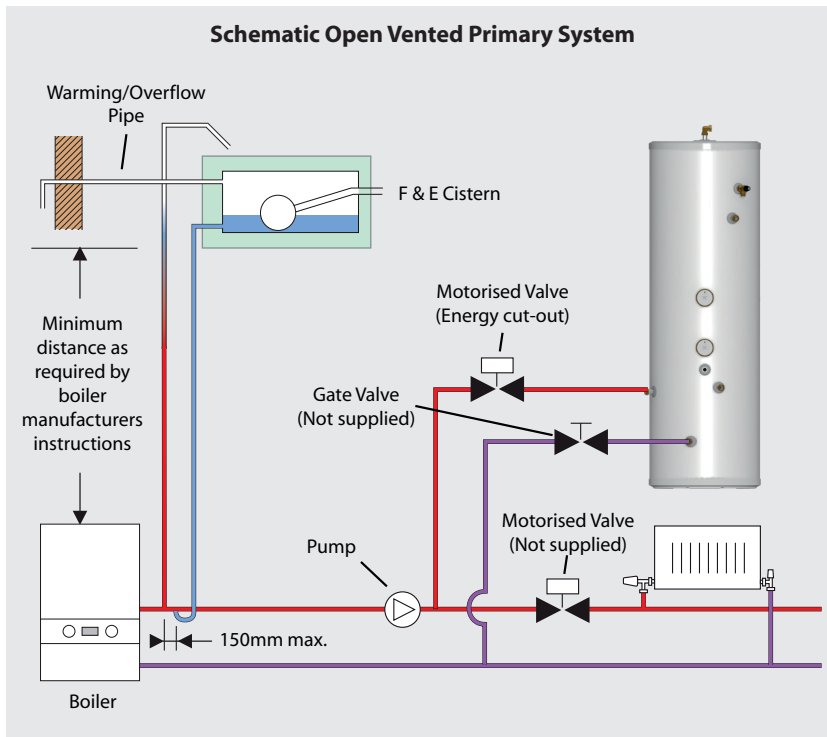 Schematic Open Vented Primary System
Warming/Overflow
Pipe
F & E Cistern
Motorised Valve
(Energy cut-out)
Minimum
distance as
required by
boiler
manufacturers
instructions
Gate Valve
(Not supplied)
Motorised Valve
(Not supplied)
Pump
150mm max.
Boiler